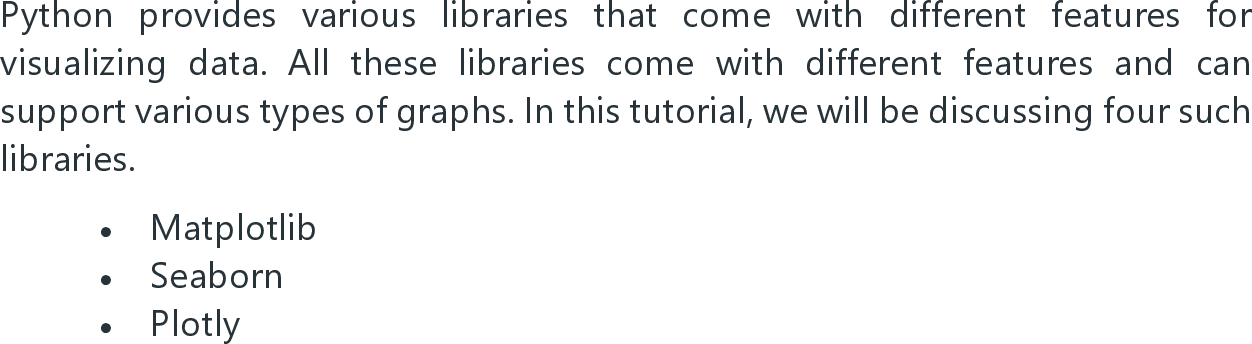 Python provides various libraries that come with different features for
visualizing data. All these libraries come with different features and can
support various types of graphs. In this tutorial, we will be discussing four such
libraries.
• Matplotlib
• Seaborn
• Plotly